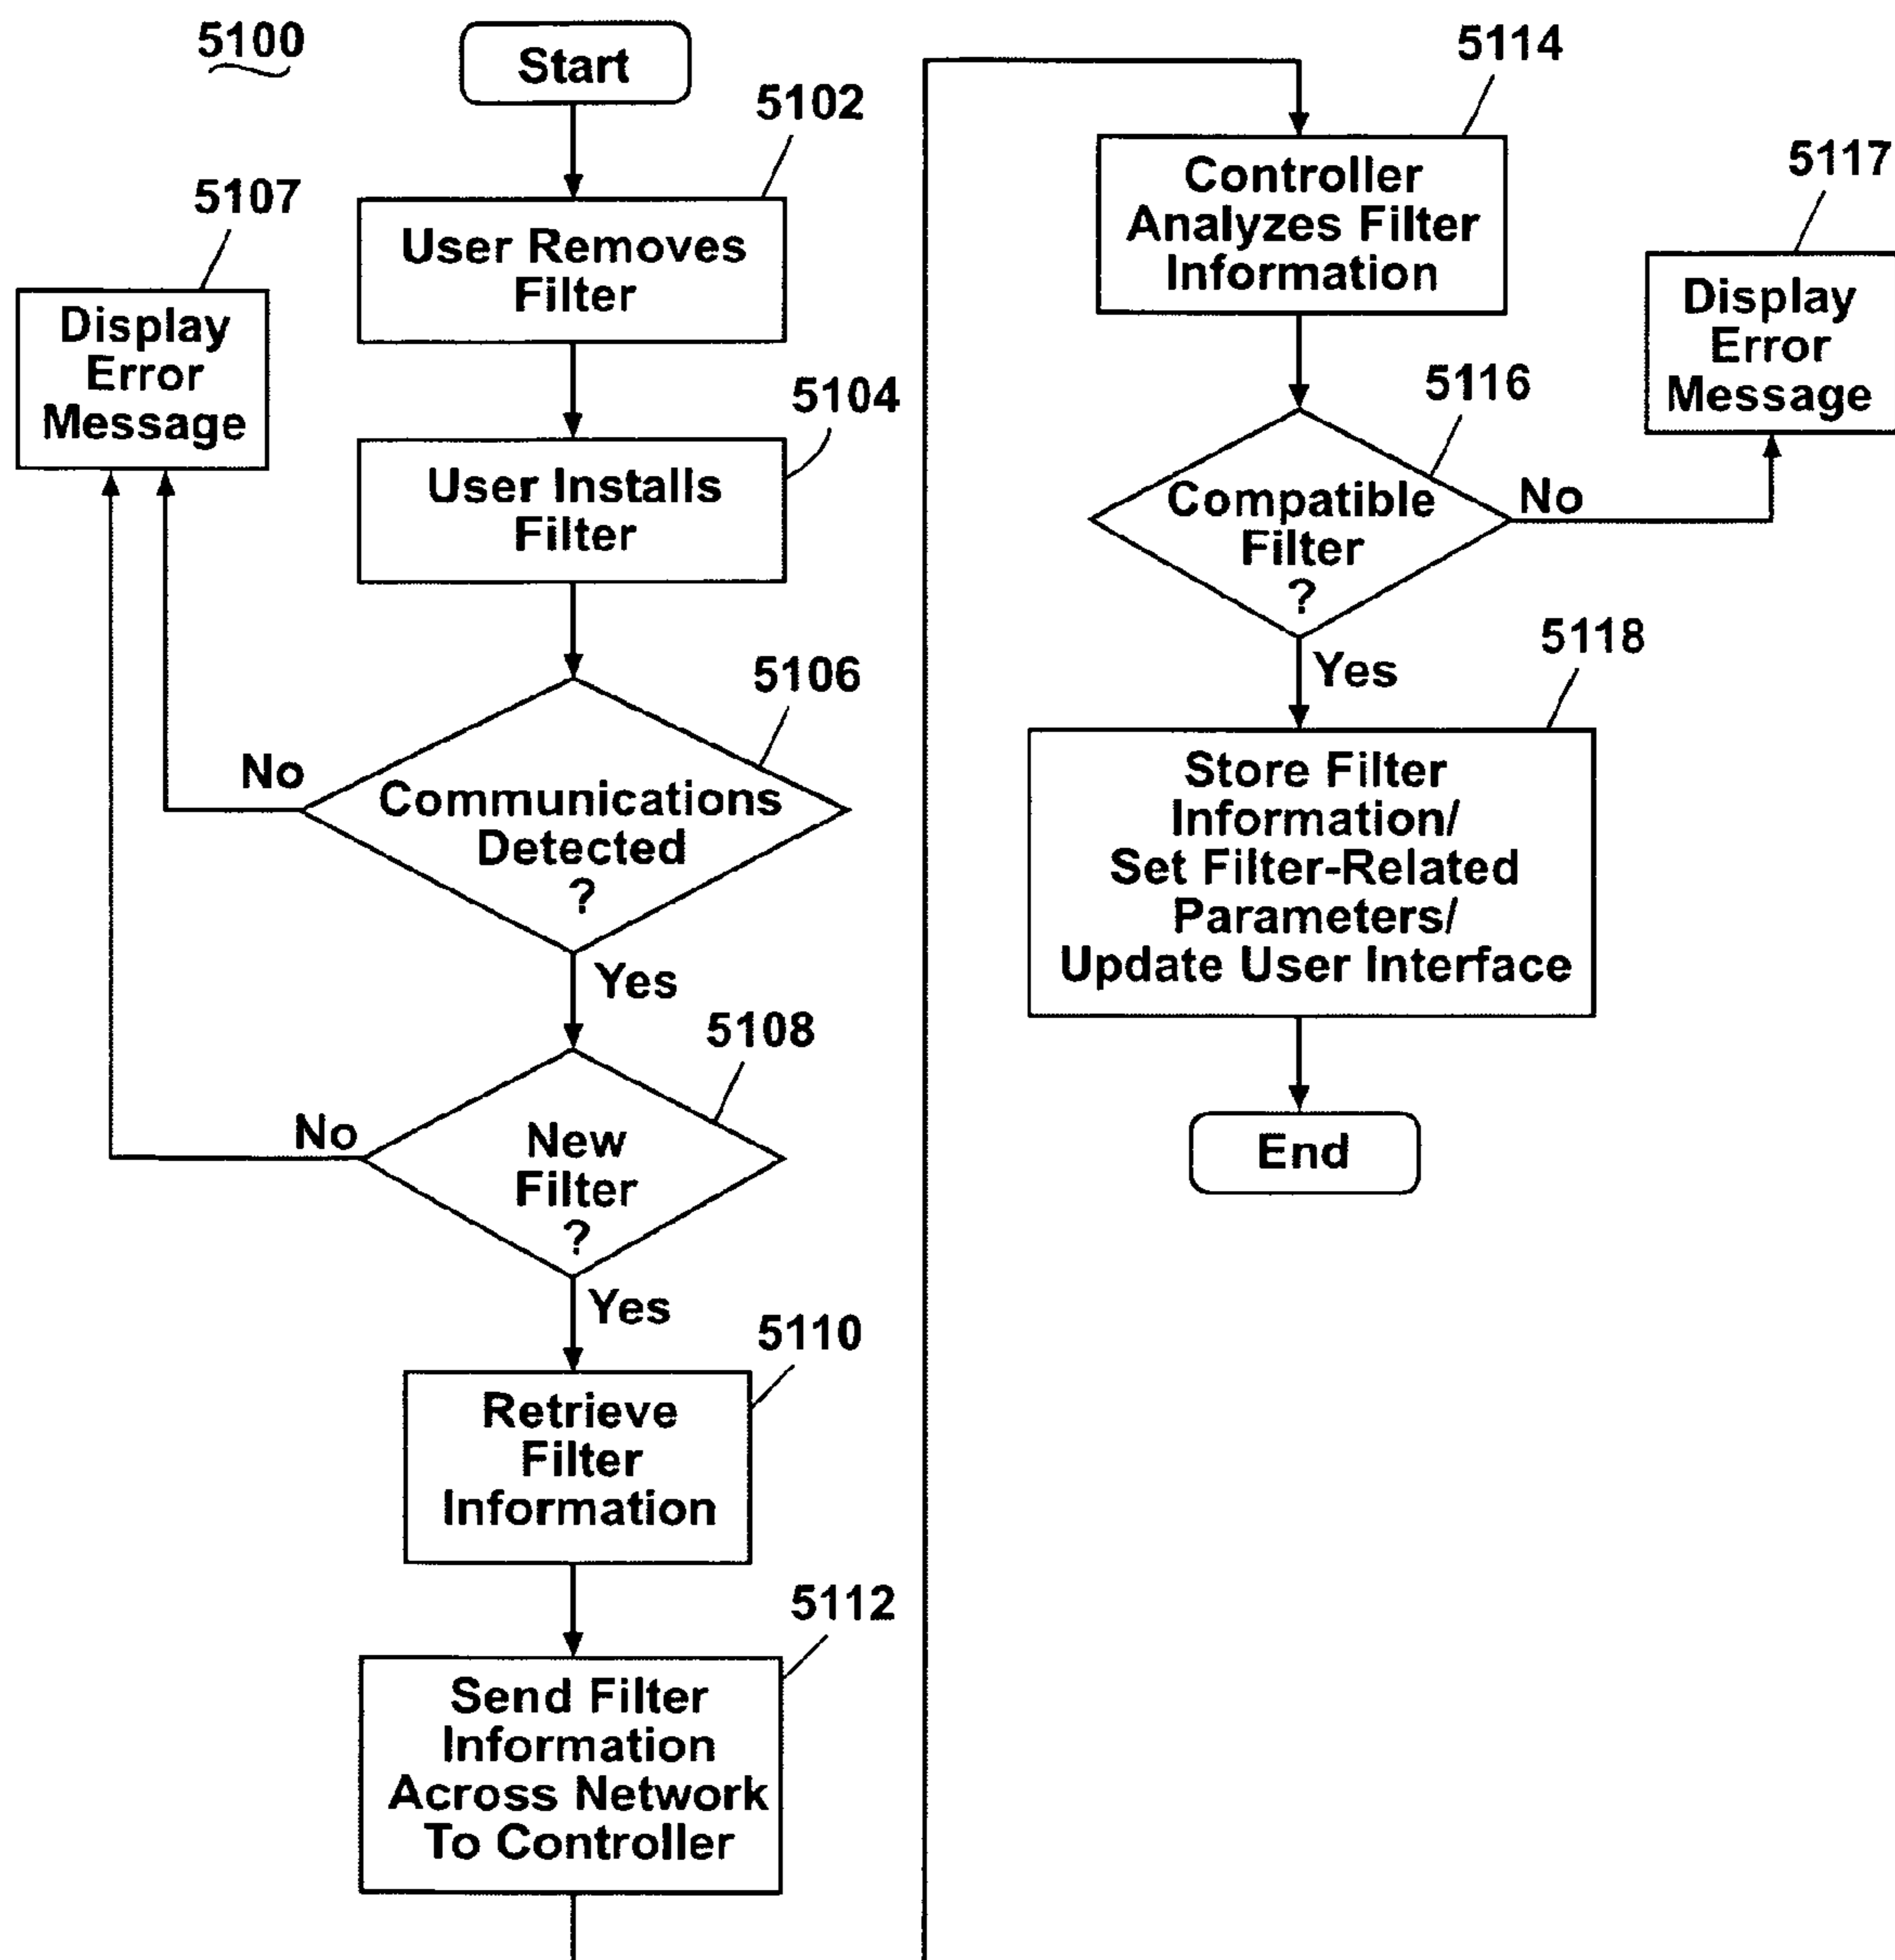 5100
Start
5102
User Removes
Filter
5107
Display
Error
Message
5104
User Installs
Filter
5106
No
Communications
Detected
?
Yes
5108
No
New
Filter
?
Yes
5110
Retrieve
Filter
Information
5112
Send Filter
Information
Across Network
To Controller
5114
Controller
Analyzes Filter
Information
5117
Display
Error
Message
5116
Compatible
Filter
?
No
Yes
5118
Store Filter
Information/
Set Filter-Related
Parameters/
Update User Interface
End